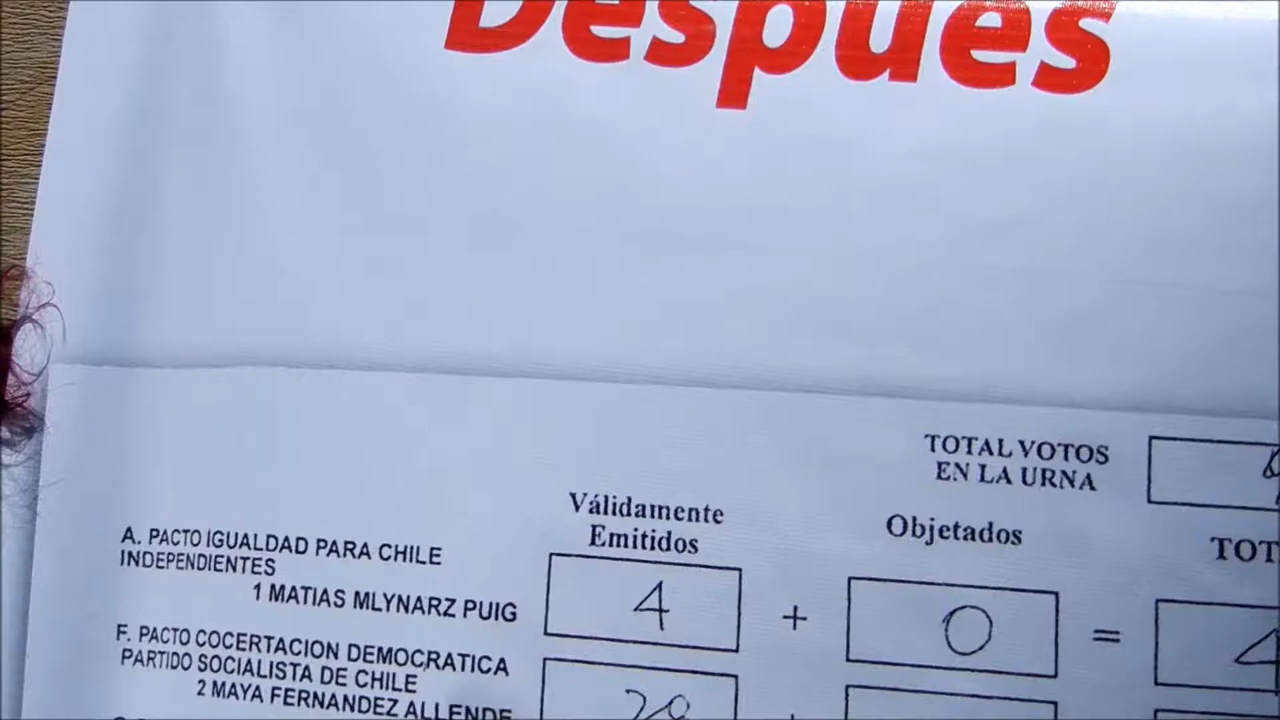 Después
TOTAL VOTOS
EN LA URNA
Válidamente
Emitidos
Objetados
A. PACTO IGUALDAD PARA CHILE
INDEPENDIENTES
1 MATIAS MLYNARZ PUIG
4 + 0 = 4
F. PACTO COCERTACION DEMOCRATICA
PARTIDO SOCIALISTA DE CHILE
2 MAYA FERNANDEZ ALLENDE